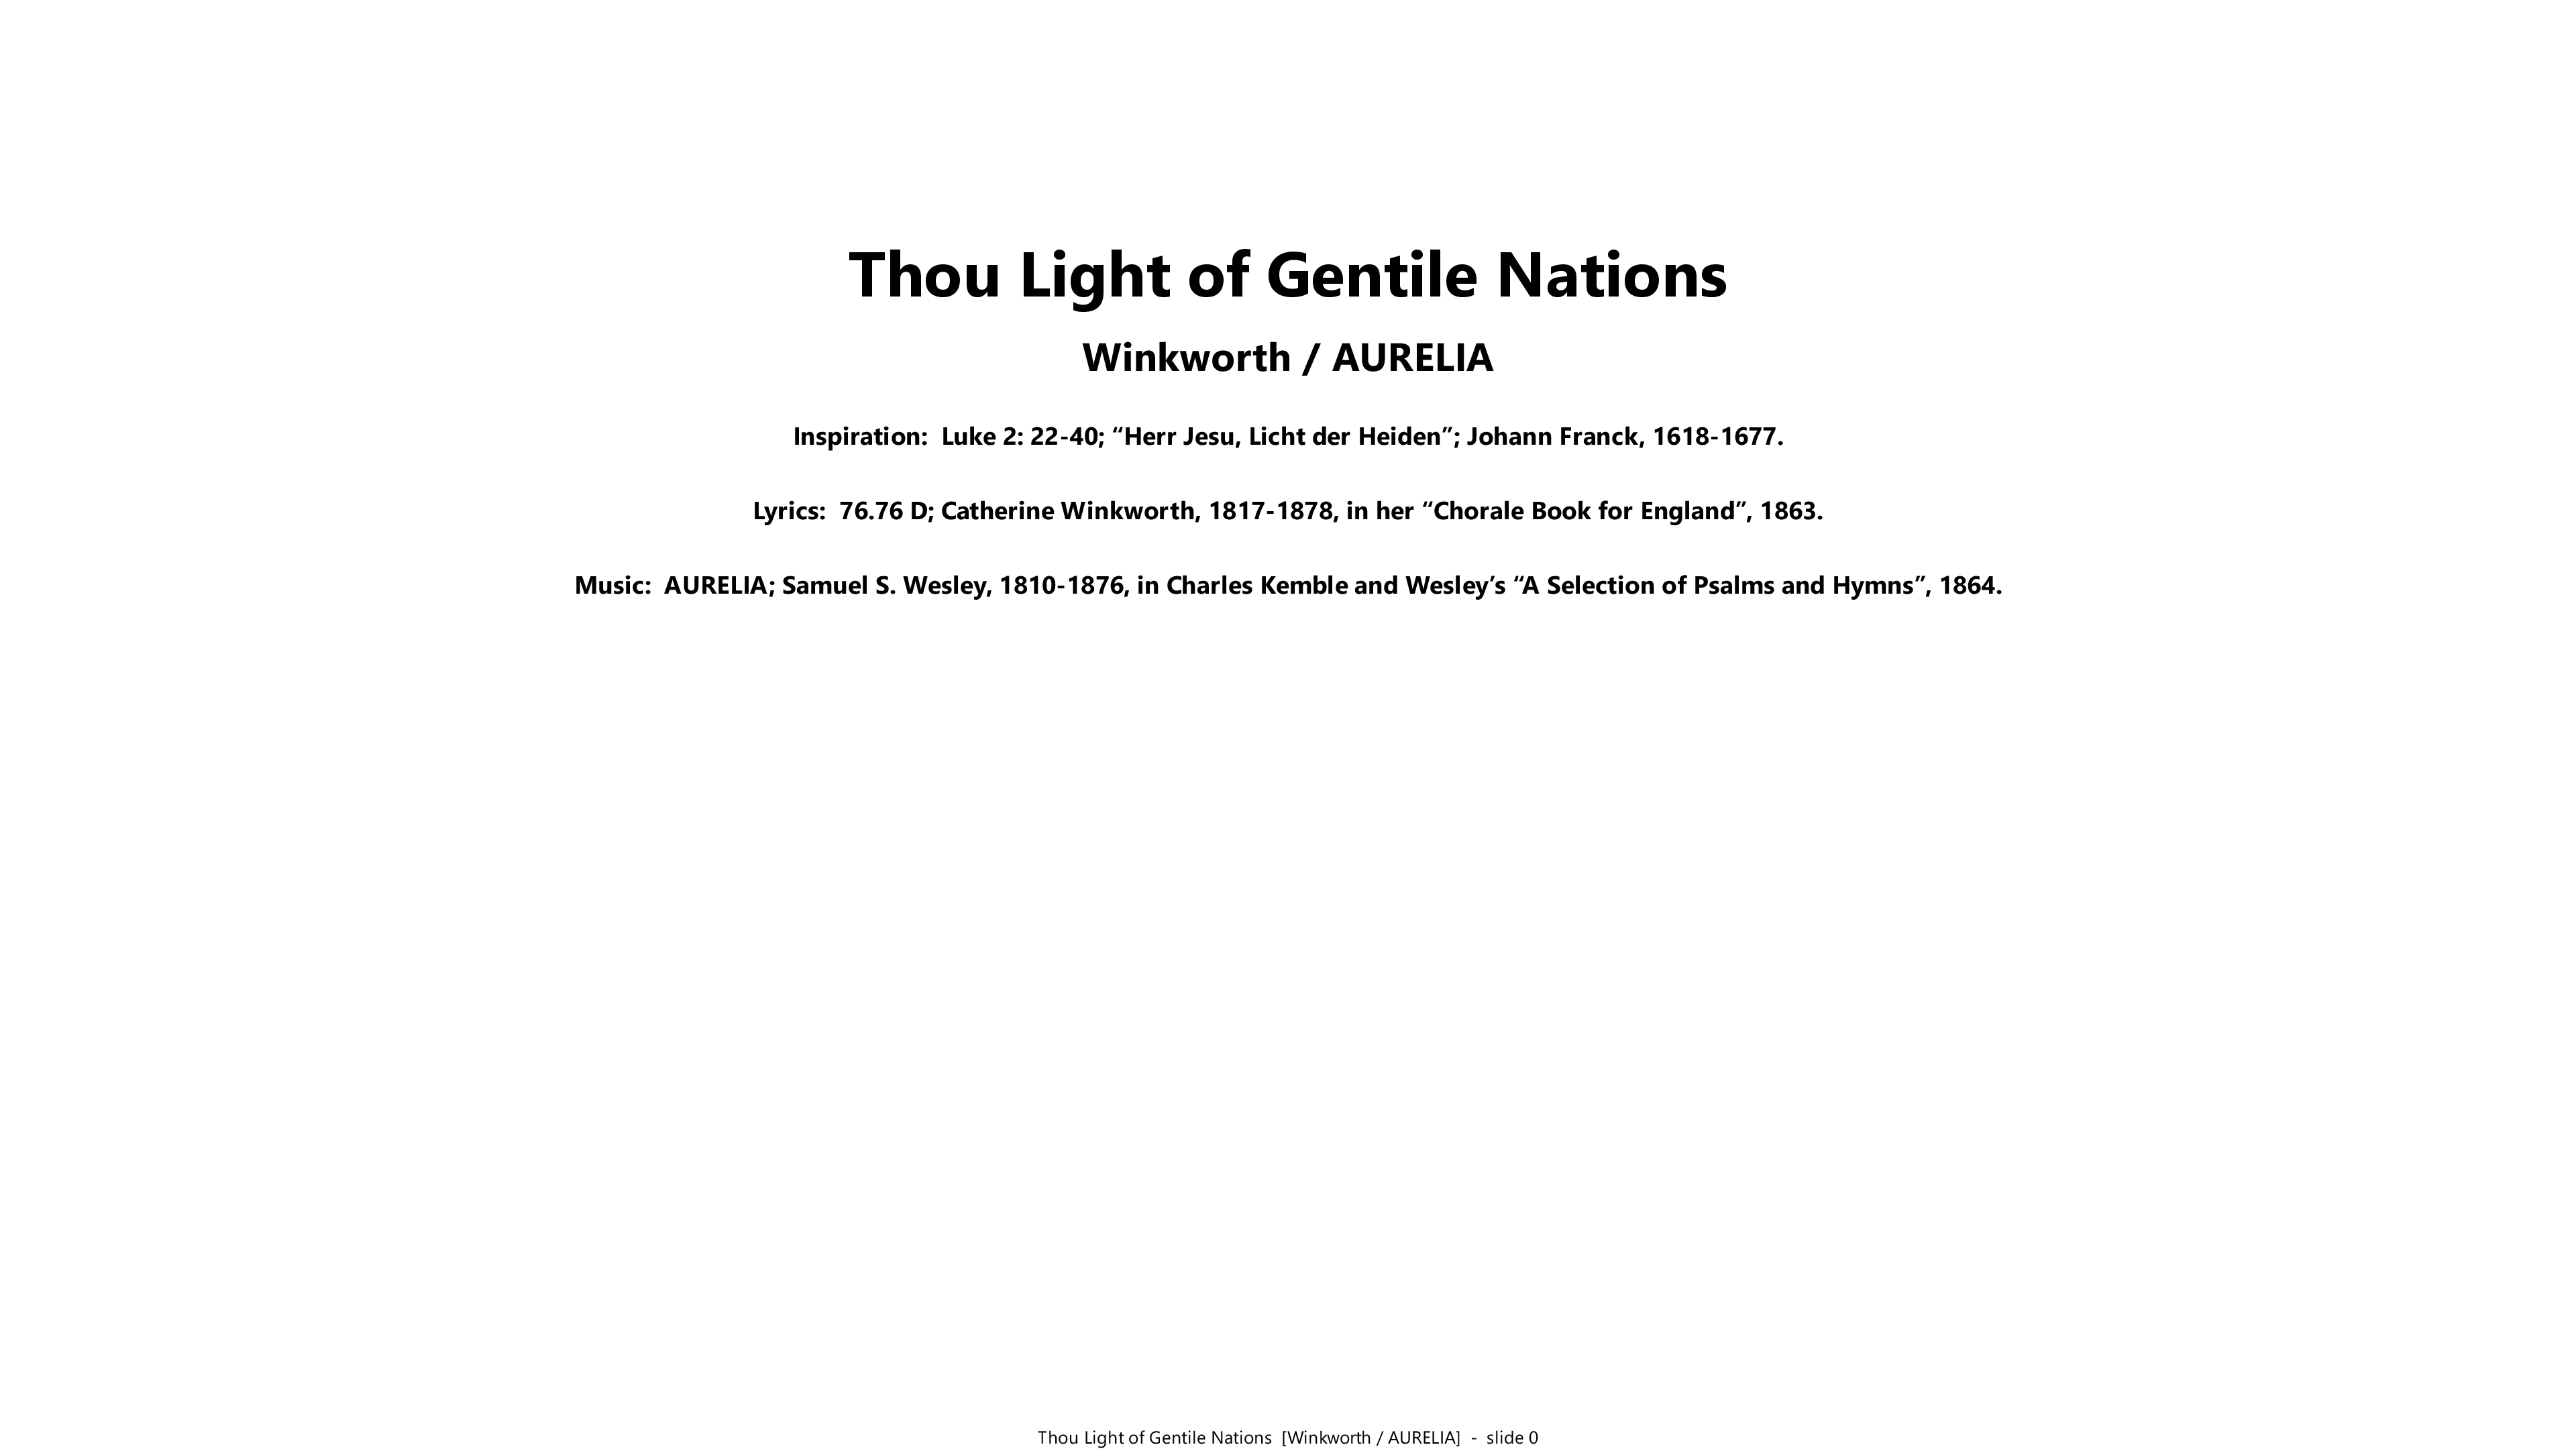 Thou Light of Gentile Nations
Winkworth / AURELIA
Inspiration:  Luke 2: 22-40; “Herr Jesu, Licht der Heiden”; Johann Franck, 1618-1677.
Lyrics:  76.76 D; Catherine Winkworth, 1817-1878, in her “Chorale Book for England”, 1863.
Music:  AURELIA; Samuel S. Wesley, 1810-1876, in Charles Kemble and Wesley’s “A Selection of Psalms and Hymns”, 1864.
Thou Light of Gentile Nations  [Winkworth / AURELIA]  -  slide 0